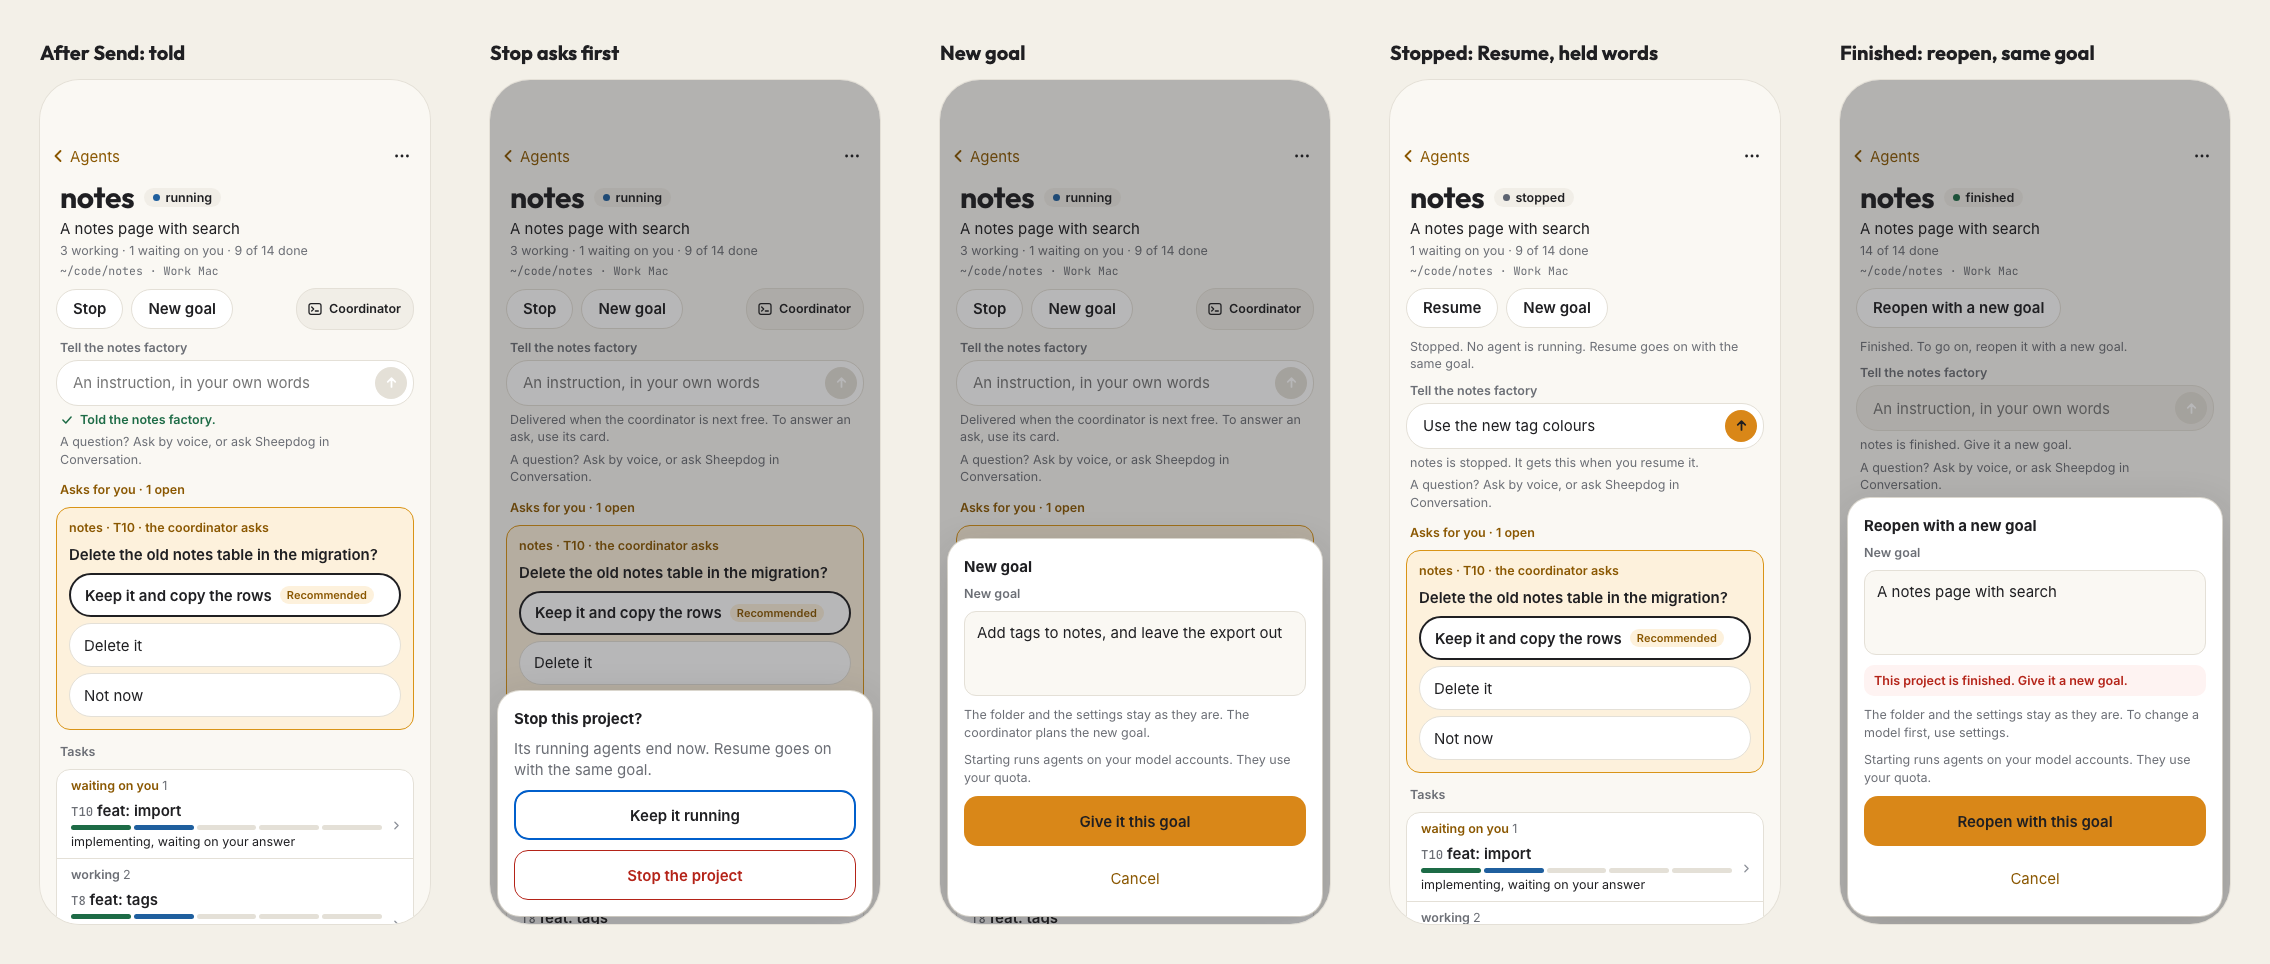 After Send: told
Agents
notes
running
A notes page with search
3 working · 1 waiting on you · 9 of 14 done
~/code/notes · Work Mac
Stop
New goal
Coordinator
Tell the notes factory
An instruction, in your own words
Told the notes factory.
A question? Ask by voice, or ask Sheepdog in
Conversation.
Asks for you · 1 open
notes · T10 · the coordinator asks
Delete the old notes table in the migration?
Keep it and copy the rows Recommended
Delete it
Not now
Tasks
waiting on you 1
T10 feat: import
implementing, waiting on your answer
working 2
T8 feat: tags
Stop asks first
Agents
notes
running
A notes page with search
3 working · 1 waiting on you · 9 of 14 done
~/code/notes · Work Mac
Stop
New goal
Coordinator
Tell the notes factory
An instruction, in your own words
Delivered when the coordinator is next free. To answer an
ask, use its card.
A question? Ask by voice, or ask Sheepdog in
Conversation.
Asks for you · 1 open
notes · T10 · the coordinator asks
Delete the old notes table in the migration?
Keep it and copy the rows Recommended
Delete it
Stop this project?
Its running agents end now. Resume goes on
with the same goal.
Keep it running
Stop the project
T8 feat: tags
New goal
Agents
notes
running
A notes page with search
3 working · 1 waiting on you · 9 of 14 done
~/code/notes · Work Mac
Stop
New goal
Coordinator
Tell the notes factory
An instruction, in your own words
Delivered when the coordinator is next free. To answer an
ask, use its card.
A question? Ask by voice, or ask Sheepdog in
Conversation.
Asks for you · 1 open
New goal
New goal
Add tags to notes, and leave the export out
The folder and the settings stay as they are. The
coordinator plans the new goal.
Starting runs agents on your model accounts. They use
your quota.
Give it this goal
Cancel
T8 feat: tags
Stopped: Resume, held words
Agents
notes
stopped
A notes page with search
1 waiting on you · 9 of 14 done
~/code/notes · Work Mac
Resume
New goal
Stopped. No agent is running. Resume goes on with the
same goal.
Tell the notes factory
Use the new tag colours
notes is stopped. It gets this when you resume it.
A question? Ask by voice, or ask Sheepdog in
Conversation.
Asks for you · 1 open
notes · T10 · the coordinator asks
Delete the old notes table in the migration?
Keep it and copy the rows Recommended
Delete it
Not now
Tasks
waiting on you 1
T10 feat: import
implementing, waiting on your answer
working 2
Finished: reopen, same goal
Agents
notes
finished
A notes page with search
14 of 14 done
~/code/notes · Work Mac
Reopen with a new goal
Finished. To go on, reopen it with a new goal.
Tell the notes factory
An instruction, in your own words
notes is finished. Give it a new goal.
A question? Ask by voice, or ask Sheepdog in
Conversation.
Reopen with a new goal
New goal
A notes page with search
This project is finished. Give it a new goal.
The folder and the settings stay as they are. To change a
model first, use settings.
Starting runs agents on your model accounts. They use
your quota.
Reopen with this goal
Cancel